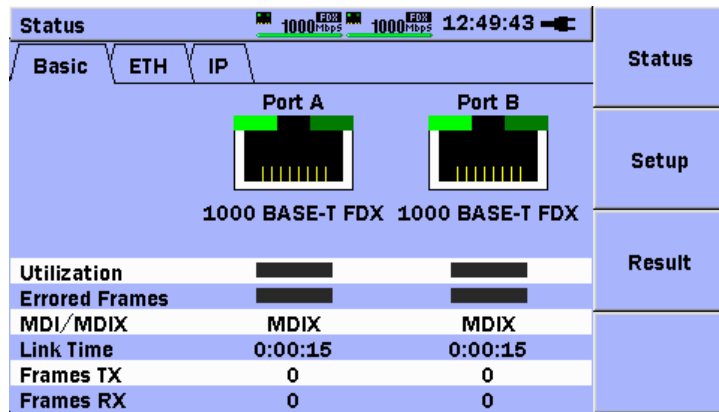 Status 1000 FDX Mbps 1000 FDX Mbps 12:49:43
Basic ETH IP
Port A Port B
1000 BASE-T FDX 1000 BASE-T FDX
Utilization
Errored Frames
MDI/MDIX MDIX MDIX
Link Time 0:00:15 0:00:15
Frames TX 0 0
Frames RX 0 0
Status
Setup
Result